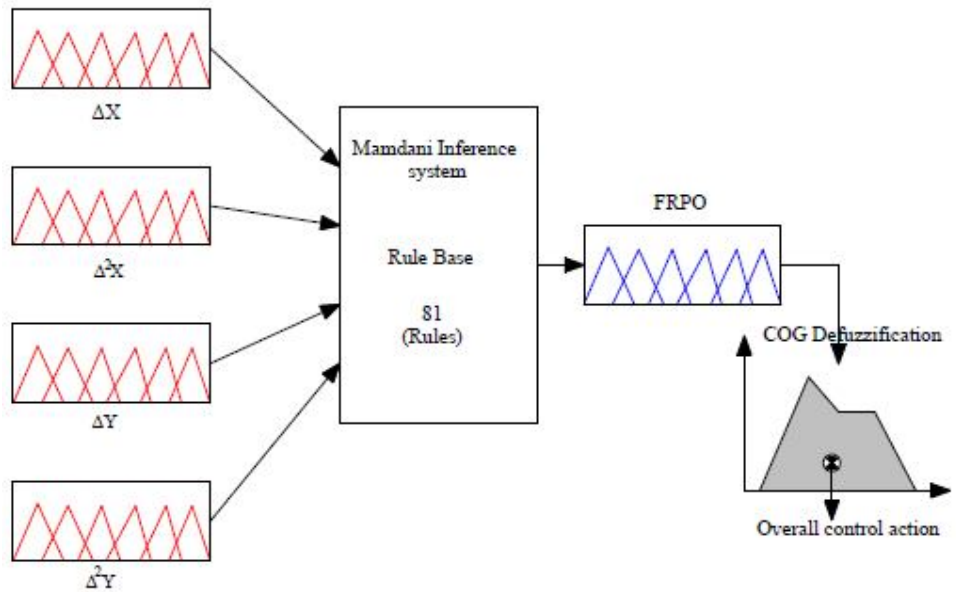 ΔX
Mamdani Inference
system
Δ²X
FRPO
Rule Base
81
(Rules)
ΔY
COG Defuzzification
Δ²Y
Overall control action